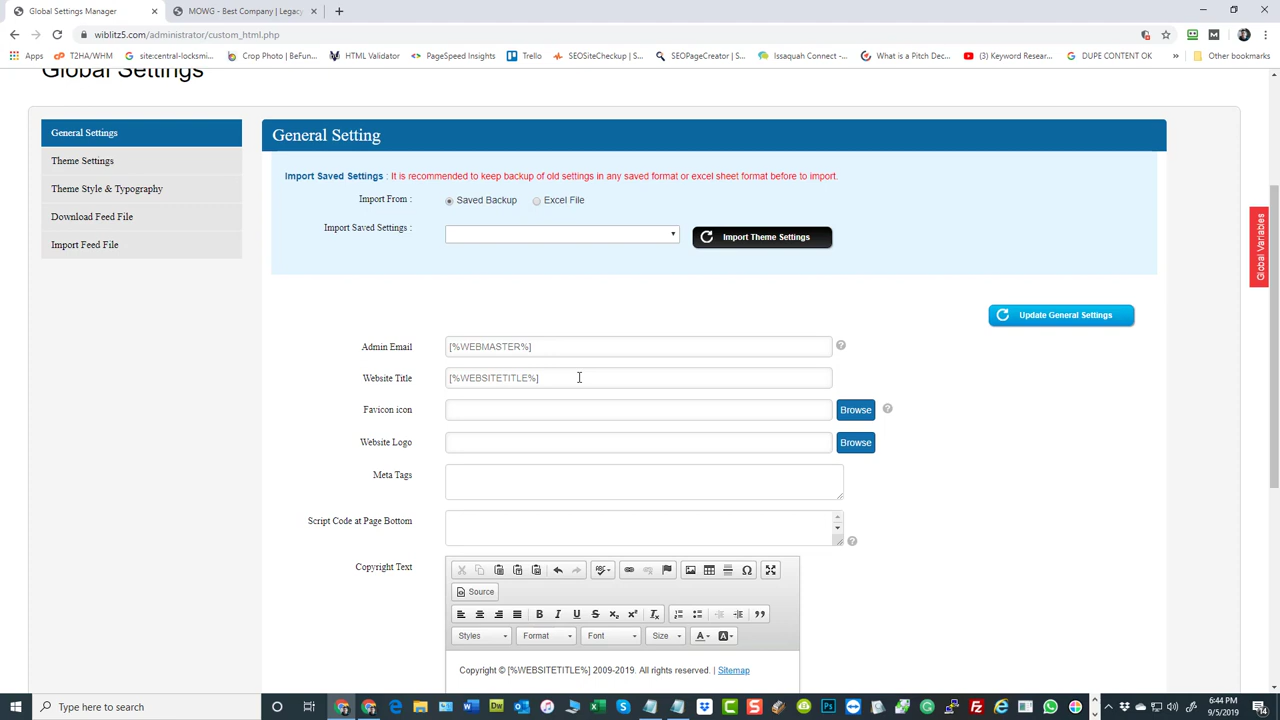 Global Settings Manager
MOWG - Best Company | Legacy
wiblitz5.com/administrator/custom_html.php
Apps
T2HA/WHM
site:central-locksmi...
Crop Photo | BeFun...
HTML Validator
PageSpeed Insights
Trello
SEOSiteCheckup | S...
SEOPageCreator | S...
Issaquah Connect -...
What is a Pitch Dec...
(3) Keyword Resear...
DUPE CONTENT OK
»
Other bookmarks
Global Settings
General Settings
Theme Settings
Theme Style & Typography
Download Feed File
Import Feed File
General Setting
Import Saved Settings : It is recommended to keep backup of old settings in any saved format or excel sheet format before to import.
Import From : Saved Backup Excel File
Import Saved Settings :
Import Theme Settings
Global Variables
Update General Settings
Admin Email [%WEBMASTER%]
Website Title [%WEBSITETITLE%]
Favicon icon Browse
Website Logo Browse
Meta Tags
Script Code at Page Bottom
Copyright Text
Source
Styles Format Font Size
Copyright © [%WEBSITETITLE%] 2009-2019. All rights reserved. | Sitemap
Type here to search
6:44 PM
9/5/2019